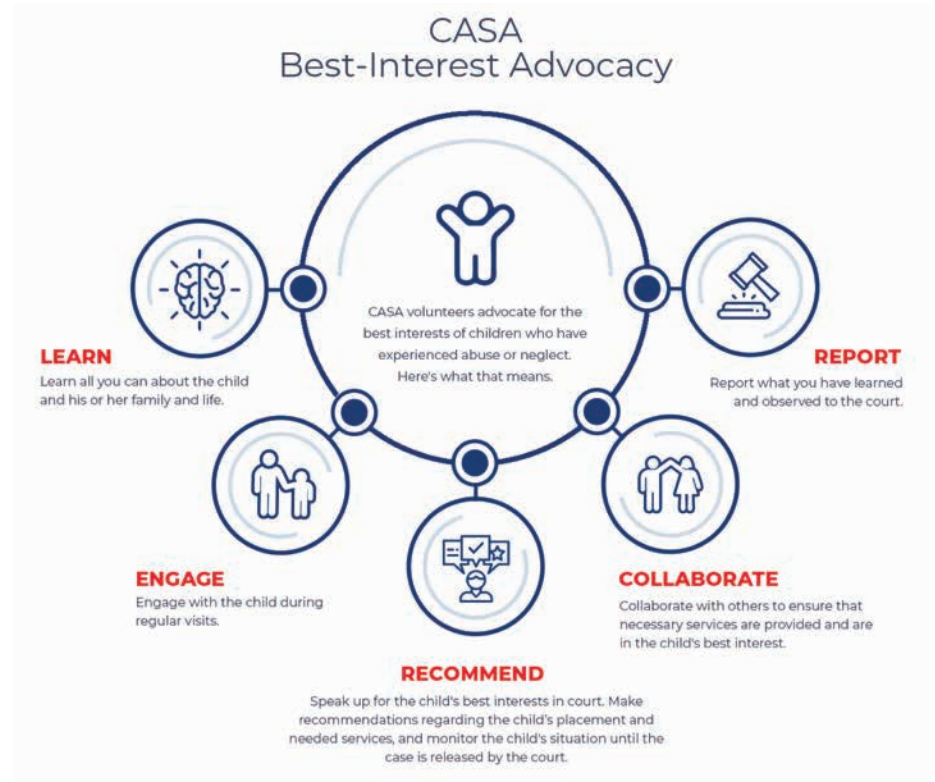 CASA
Best-Interest Advocacy
CASA volunteers advocate for the
best interests of children who have
experienced abuse or neglect.
Here's what that means.
LEARN
Learn all you can about the child
and his or her family and life.
ENGAGE
Engage with the child during
regular visits.
RECOMMEND
Speak up for the child's best interests in court. Make
recommendations regarding the child's placement and
needed services, and monitor the child's situation until the
case is released by the court.
COLLABORATE
Collaborate with others to ensure that
necessary services are provided and are
in the child's best interest.
REPORT
Report what you have learned
and observed to the court.